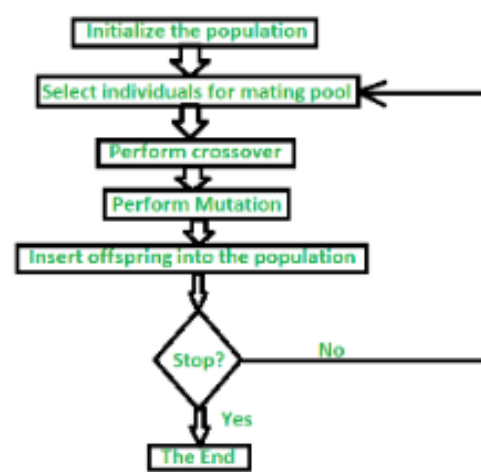 Initialize the population
Select individuals for mating pool
Perform crossover
Perform Mutation
Insert offspring into the population
Stop?
No
Yes
The End